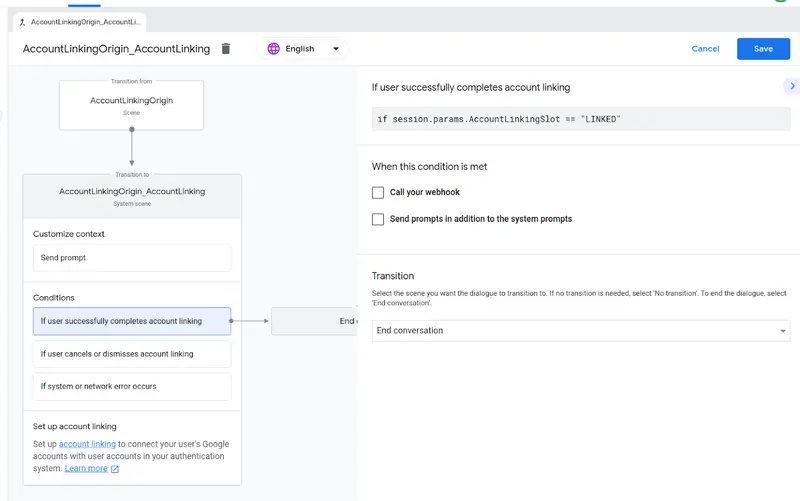 AccountLinkingOrigin_AccountLi...
AccountLinkingOrigin_AccountLinking
English
Cancel
Save
Transition from
AccountLinkingOrigin
Scene
Transition to
AccountLinkingOrigin_AccountLinking
System scene
Customize context
Send prompt
Conditions
If user successfully completes account linking
If user cancels or dismisses account linking
If system or network error occurs
Set up account linking
Set up account linking to connect your user's Google
accounts with user accounts in your authentication
system. Learn more
End
If user successfully completes account linking
if session.params.AccountLinkingSlot == "LINKED"
When this condition is met
Call your webhook
Send prompts in addition to the system prompts
Transition
Select the scene you want the dialogue to transition to. If no transition is needed, select 'No transition'. To end the dialogue, select
'End conversation'.
End conversation